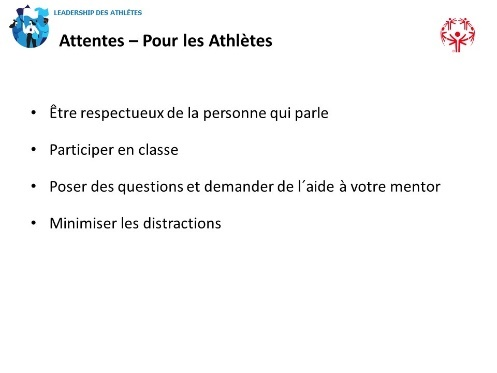 LEADERSHIP DES ATHLÈTES
Attentes – Pour les Athlètes
• Être respectueux de la personne qui parle
• Participer en classe
• Poser des questions et demander de l´aide à votre mentor
• Minimiser les distractions